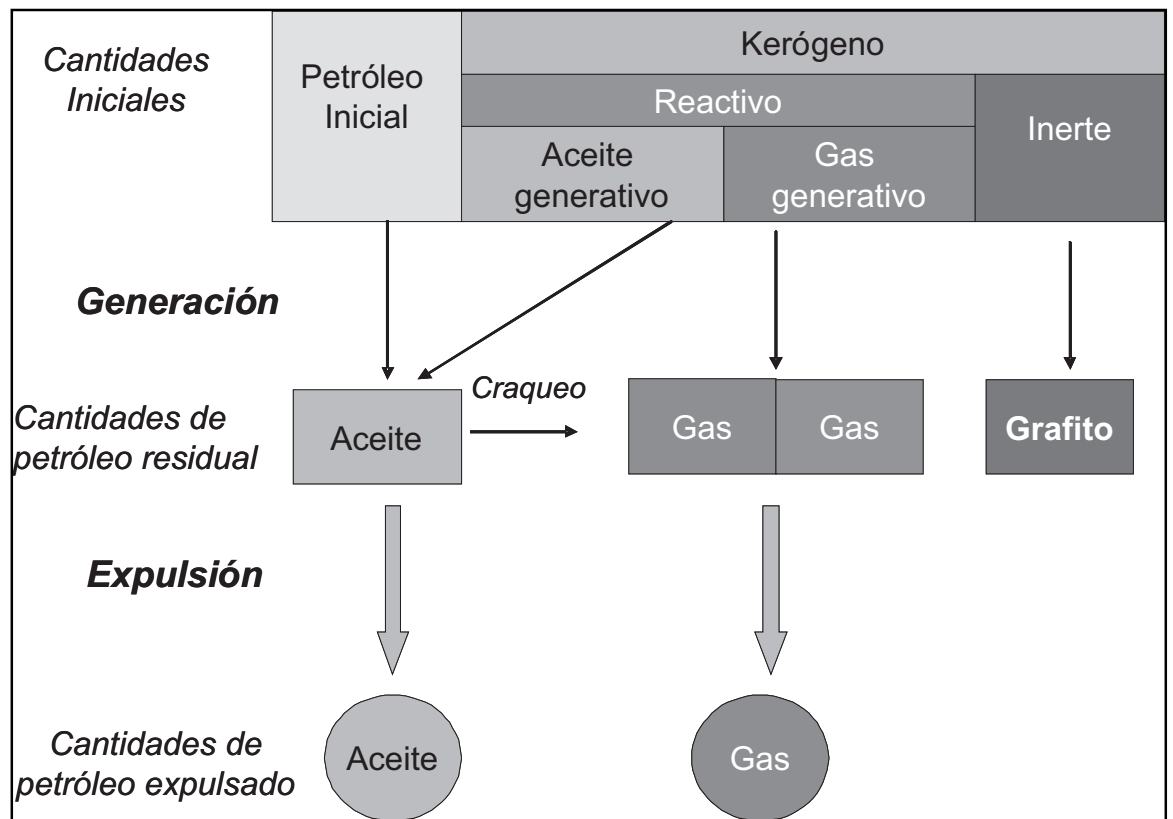 Cantidades
Iniciales
Petróleo
Inicial
Kerógeno
Reactivo
Inerte
Aceite
generativo
Gas
generativo
Generación
Craqueo
Cantidades de
petróleo residual
Aceite
Gas
Gas
Grafito
Expulsión
Cantidades de
petróleo expulsado
Aceite
Gas